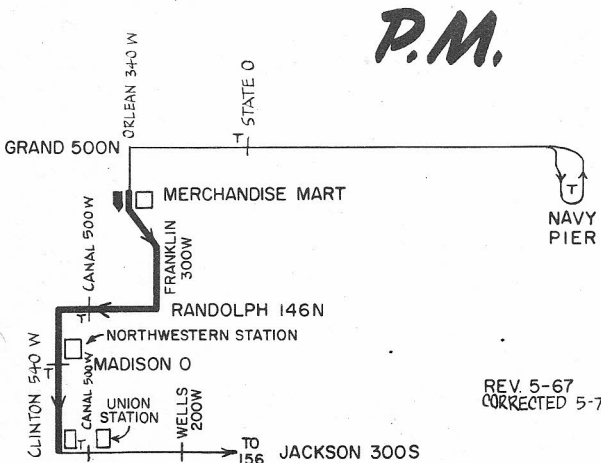 P.M.
ORLEAN 340 W
STATE 0
T
GRAND 500N
T
NAVY
PIER
MERCHANDISE MART
CANAL 500W
FRANKLIN
300W
RANDOLPH 146N
T
NORTHWESTERN STATION
MADISON 0
T
CLINTON 540 W
CANAL 500W
UNION
STATION
WELLS
200W
T
TO
156
JACKSON 300S
REV. 5-67
CORRECTED 5-7